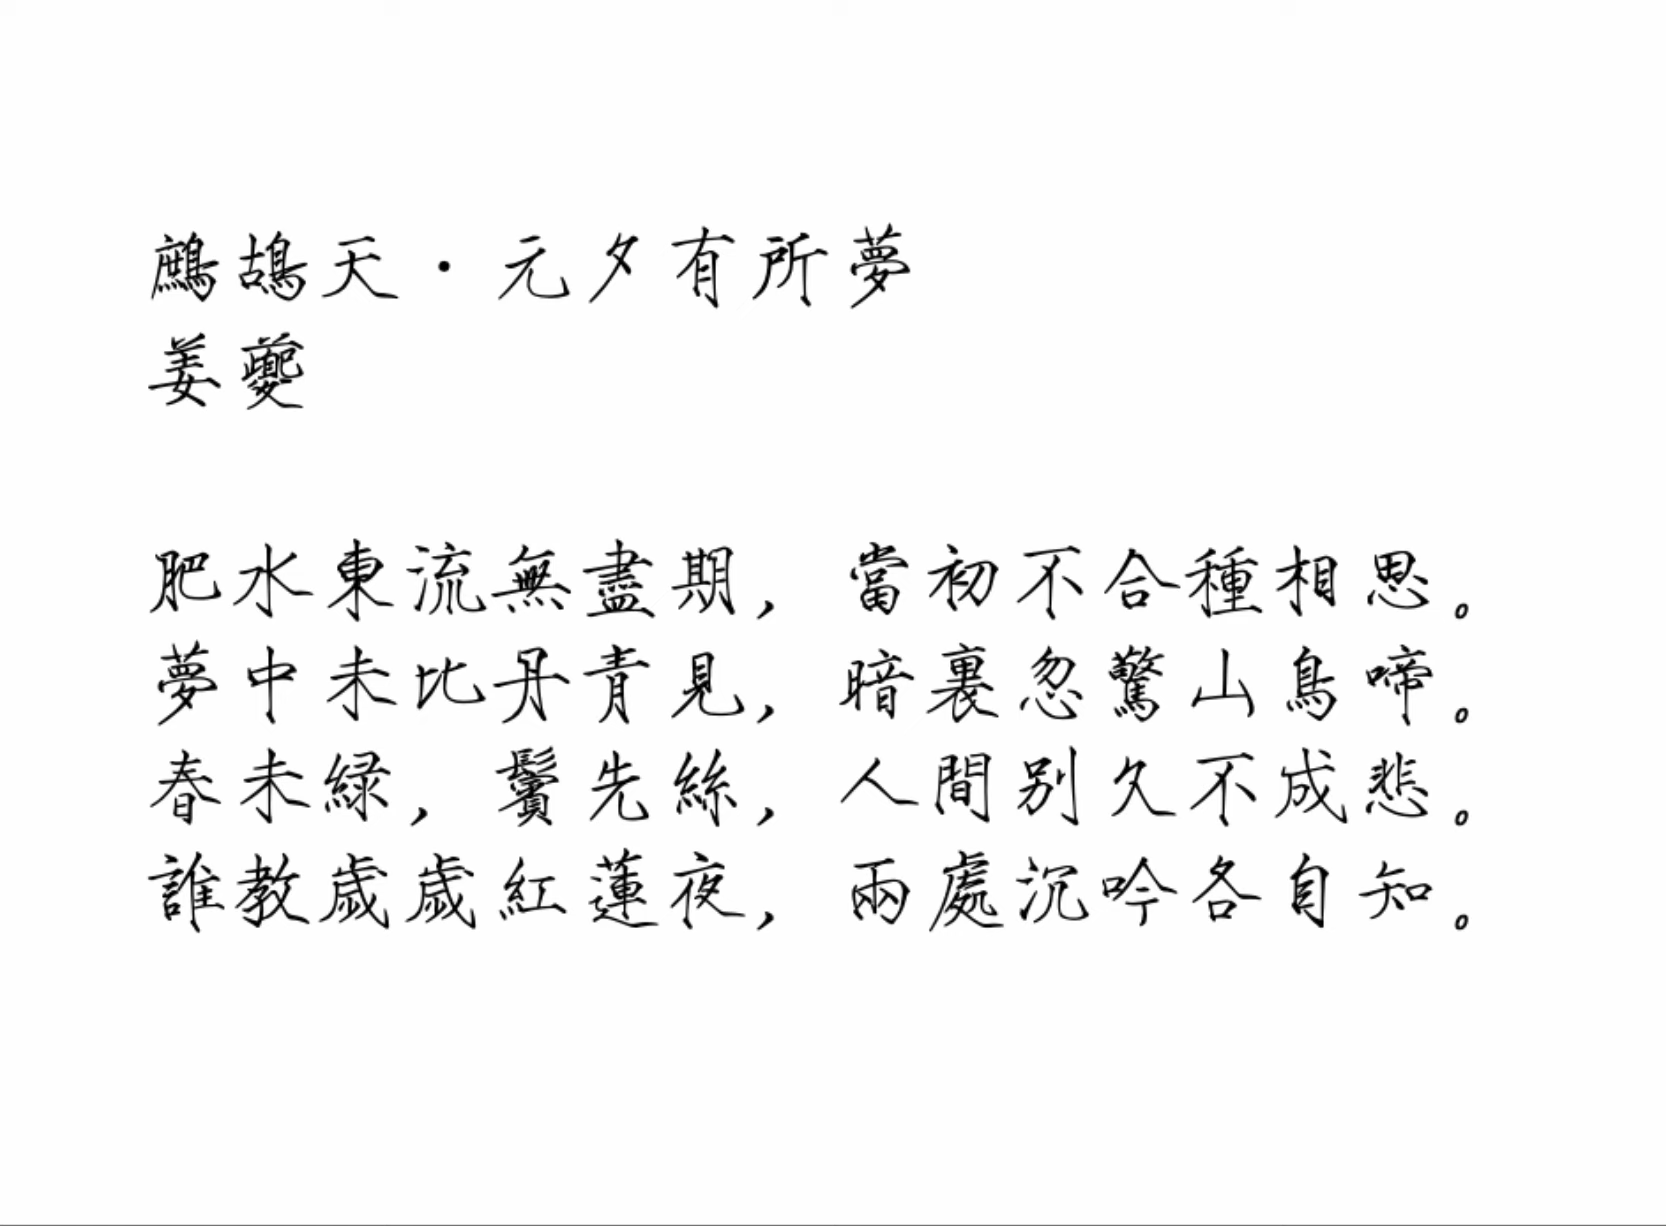 鷓鴣天·元夕有所夢
姜夔
肥水東流無盡期，當初不合種相思。
夢中未比丹青見，暗裏忽驚山鳥啼。
春未緑，鬢先絲，人間别久不成悲。
誰教歲歲紅蓮夜，兩處沉吟各自知。